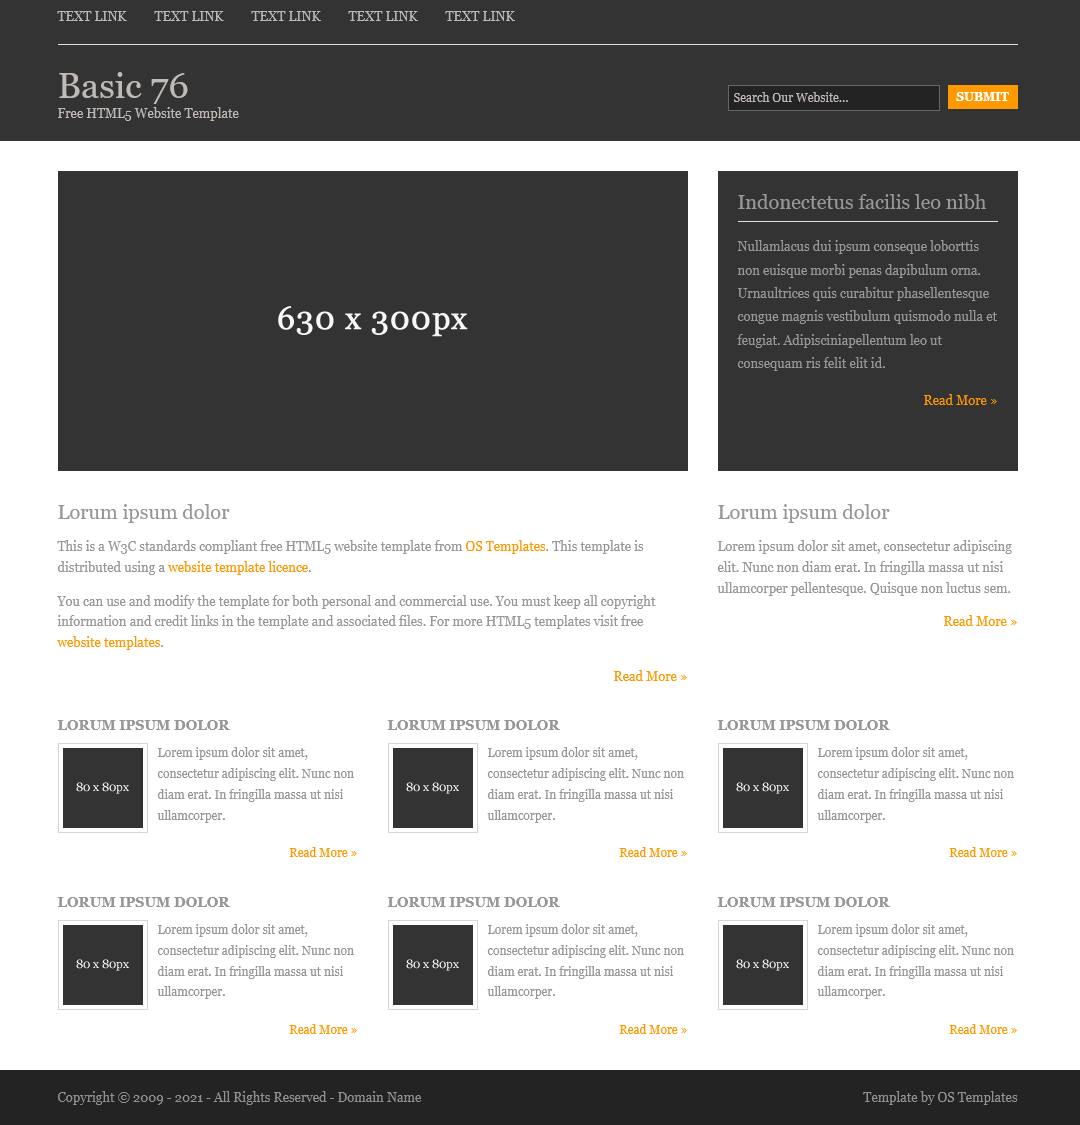 TEXT LINK TEXT LINK TEXT LINK TEXT LINK TEXT LINK
Basic 76
Free HTML5 Website Template
Search Our Website...
SUBMIT
630 x 300px
Indonectetus facilis leo nibh
Nullamlacus dui ipsum conseque loborttis
non euisque morbi penas dapibulum orna.
Urnaultrices quis curabitur phasellentesque
congue magnis vestibulum quismodo nulla et
feugiat. Adipisciniapellentum leo ut
consequam ris felit elit id.
Read More »
Lorum ipsum dolor
This is a W3C standards compliant free HTML5 website template from OS Templates. This template is
distributed using a website template licence.
You can use and modify the template for both personal and commercial use. You must keep all copyright
information and credit links in the template and associated files. For more HTML5 templates visit free
website templates.
Read More »
Lorum ipsum dolor
Lorem ipsum dolor sit amet, consectetur adipiscing
elit. Nunc non diam erat. In fringilla massa ut nisi
ullamcorper pellentesque. Quisque non luctus sem.
Read More »
LORUM IPSUM DOLOR
80 x 80px
Lorem ipsum dolor sit amet,
consectetur adipiscing elit. Nunc non
diam erat. In fringilla massa ut nisi
ullamcorper.
Read More »
LORUM IPSUM DOLOR
80 x 80px
Lorem ipsum dolor sit amet,
consectetur adipiscing elit. Nunc non
diam erat. In fringilla massa ut nisi
ullamcorper.
Read More »
LORUM IPSUM DOLOR
80 x 80px
Lorem ipsum dolor sit amet,
consectetur adipiscing elit. Nunc non
diam erat. In fringilla massa ut nisi
ullamcorper.
Read More »
LORUM IPSUM DOLOR
80 x 80px
Lorem ipsum dolor sit amet,
consectetur adipiscing elit. Nunc non
diam erat. In fringilla massa ut nisi
ullamcorper.
Read More »
LORUM IPSUM DOLOR
80 x 80px
Lorem ipsum dolor sit amet,
consectetur adipiscing elit. Nunc non
diam erat. In fringilla massa ut nisi
ullamcorper.
Read More »
LORUM IPSUM DOLOR
80 x 80px
Lorem ipsum dolor sit amet,
consectetur adipiscing elit. Nunc non
diam erat. In fringilla massa ut nisi
ullamcorper.
Read More »
Copyright © 2009 - 2021 - All Rights Reserved - Domain Name
Template by OS Templates